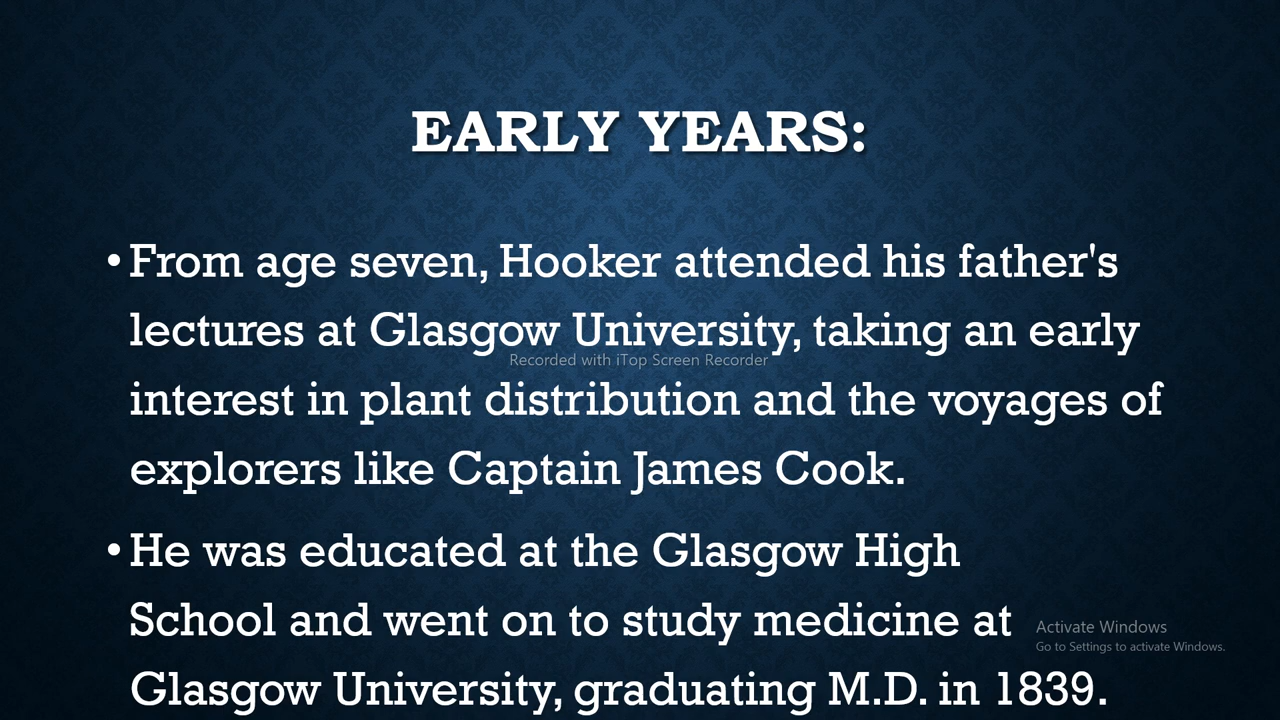 EARLY YEARS:
• From age seven, Hooker attended his father's
lectures at Glasgow University, taking an early
Recorded with iTop Screen Recorder
interest in plant distribution and the voyages of
explorers like Captain James Cook.
• He was educated at the Glasgow High
School and went on to study medicine at
Glasgow University, graduating M.D. in 1839.
Activate Windows
Go to Settings to activate Windows.